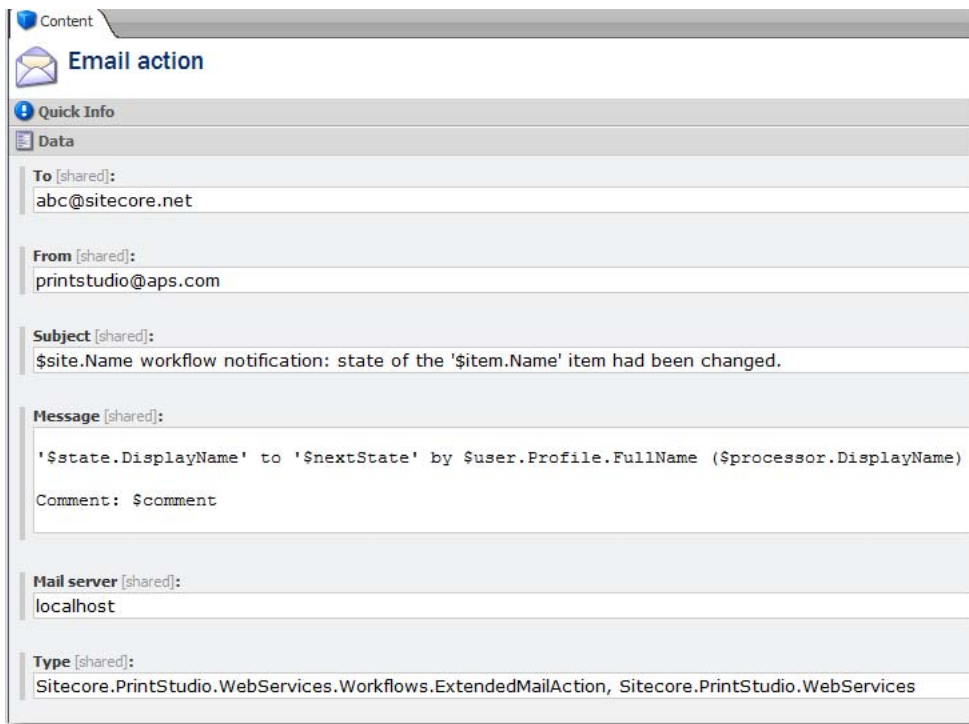 Content
Email action
Quick Info
Data
To [shared]:
abc@sitecore.net
From [shared]:
printstudio@aps.com
Subject [shared]:
$site.Name workflow notification: state of the '$item.Name' item had been changed.
Message [shared]:
'$state.DisplayName' to '$nextState' by $user.Profile.FullName ($processor.DisplayName)
Comment: $comment
Mail server [shared]:
localhost
Type [shared]:
Sitecore.PrintStudio.WebServices.Workflows.ExtendedMailAction, Sitecore.PrintStudio.WebServices